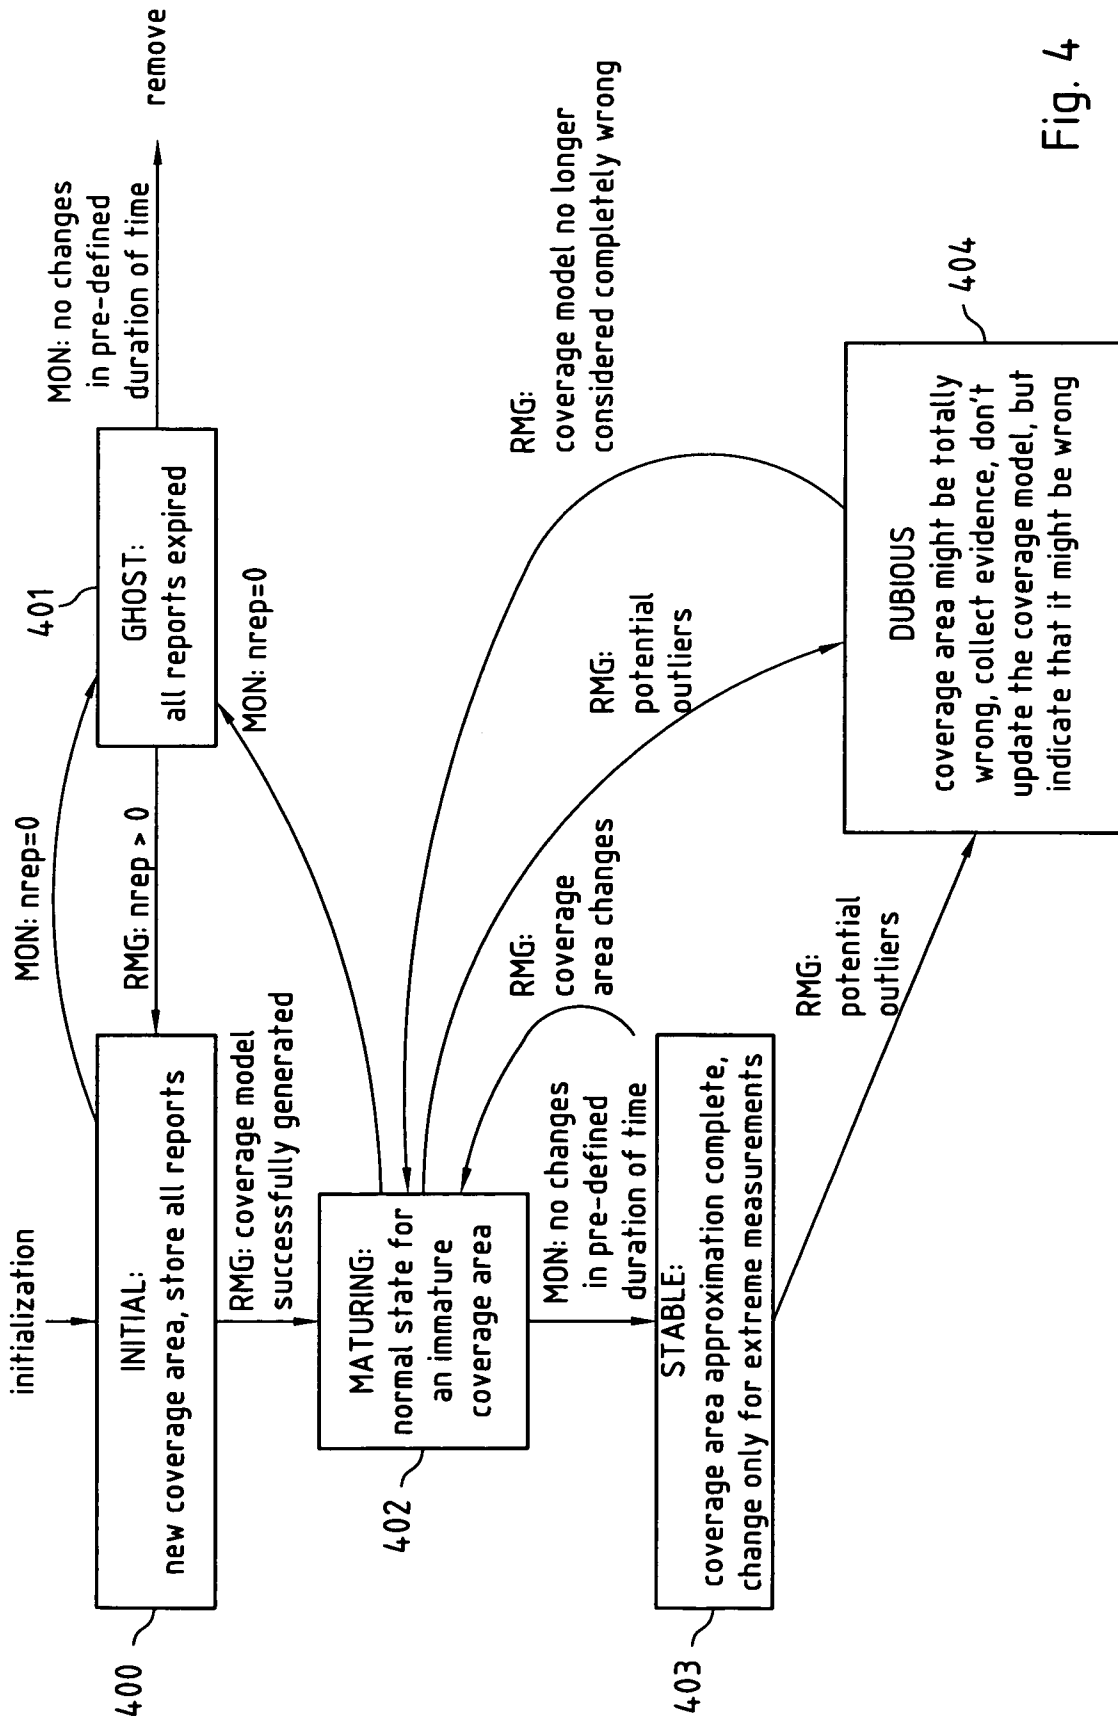 initialization
MON: nrep=0
400
INITIAL:
new coverage area, store all reports
RMG: nrep > 0
401
GHOST:
all reports expired
MON: no changes
in pre-defined
duration of time
remove
RMG: coverage model
successfully generated
MON: nrep=0
402
MATURING:
normal state for
an immature
coverage area
MON: no changes
in pre-defined
duration of time
RMG:
coverage
area changes
RMG:
potential
outliers
RMG:
coverage model no longer
considered completely wrong
403
STABLE:
coverage area approximation complete,
change only for extreme measurements
RMG:
potential
outliers
404
DUBIOUS
coverage area might be totally
wrong, collect evidence, don't
update the coverage model, but
indicate that it might be wrong
Fig. 4